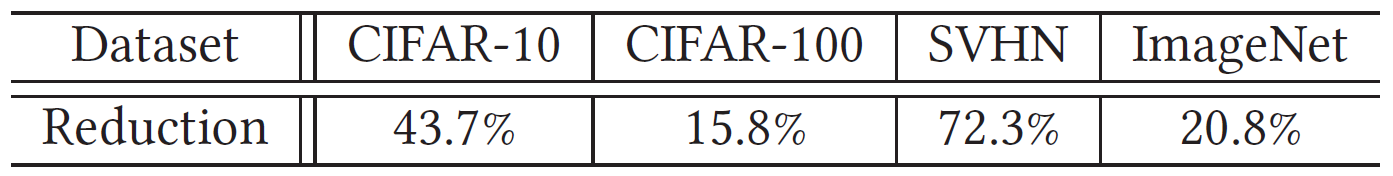 Dataset CIFAR-10 CIFAR-100 SVHN ImageNet
Reduction 43.7% 15.8% 72.3% 20.8%